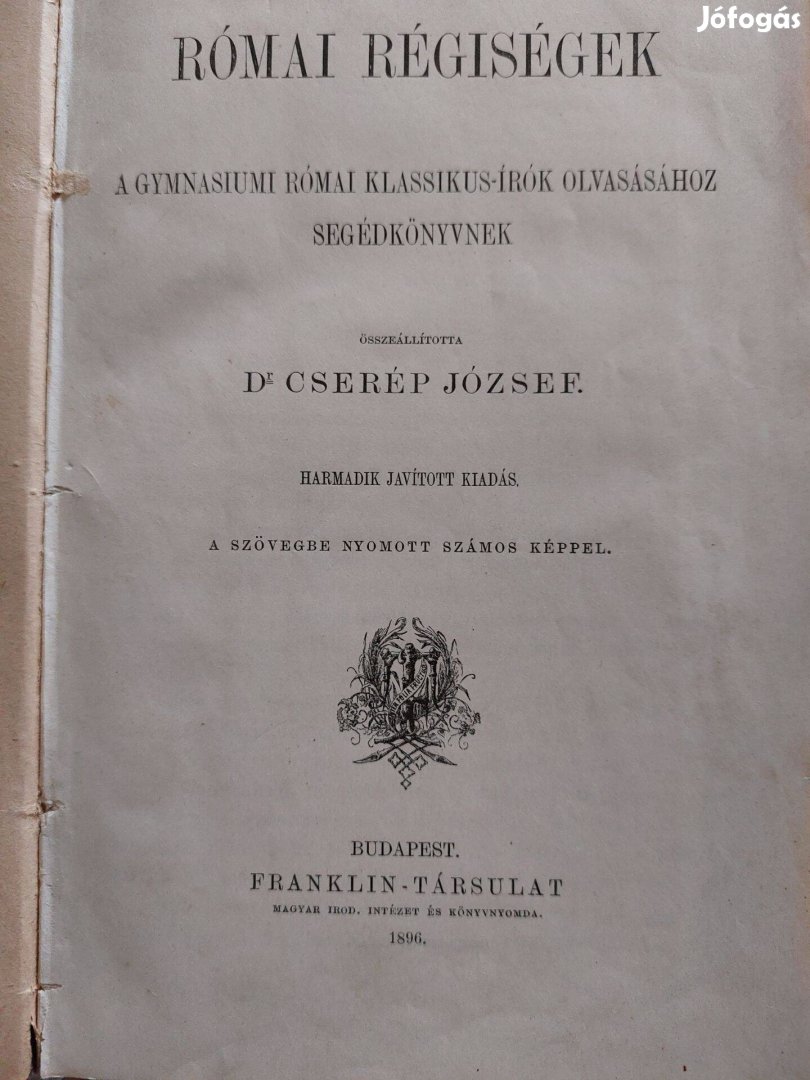 Jófogás
RÓMAI RÉGISÉGEK
A GYMNASIUMI RÓMAI KLASSIKUS-ÍRÓK OLVASÁSÁHOZ
SEGÉDKÖNYVNEK
ÖSSZEÁLLÍTOTTA
Dr CSERÉP JÓZSEF.
HARMADIK JAVÍTOTT KIADÁS.
A SZÖVEGBE NYOMOTT SZÁMOS KÉPPEL.
BUDAPEST.
FRANKLIN-TÁRSULAT
MAGYAR IROD. INTÉZET ÉS KÖNYVNYOMDA.
1896.